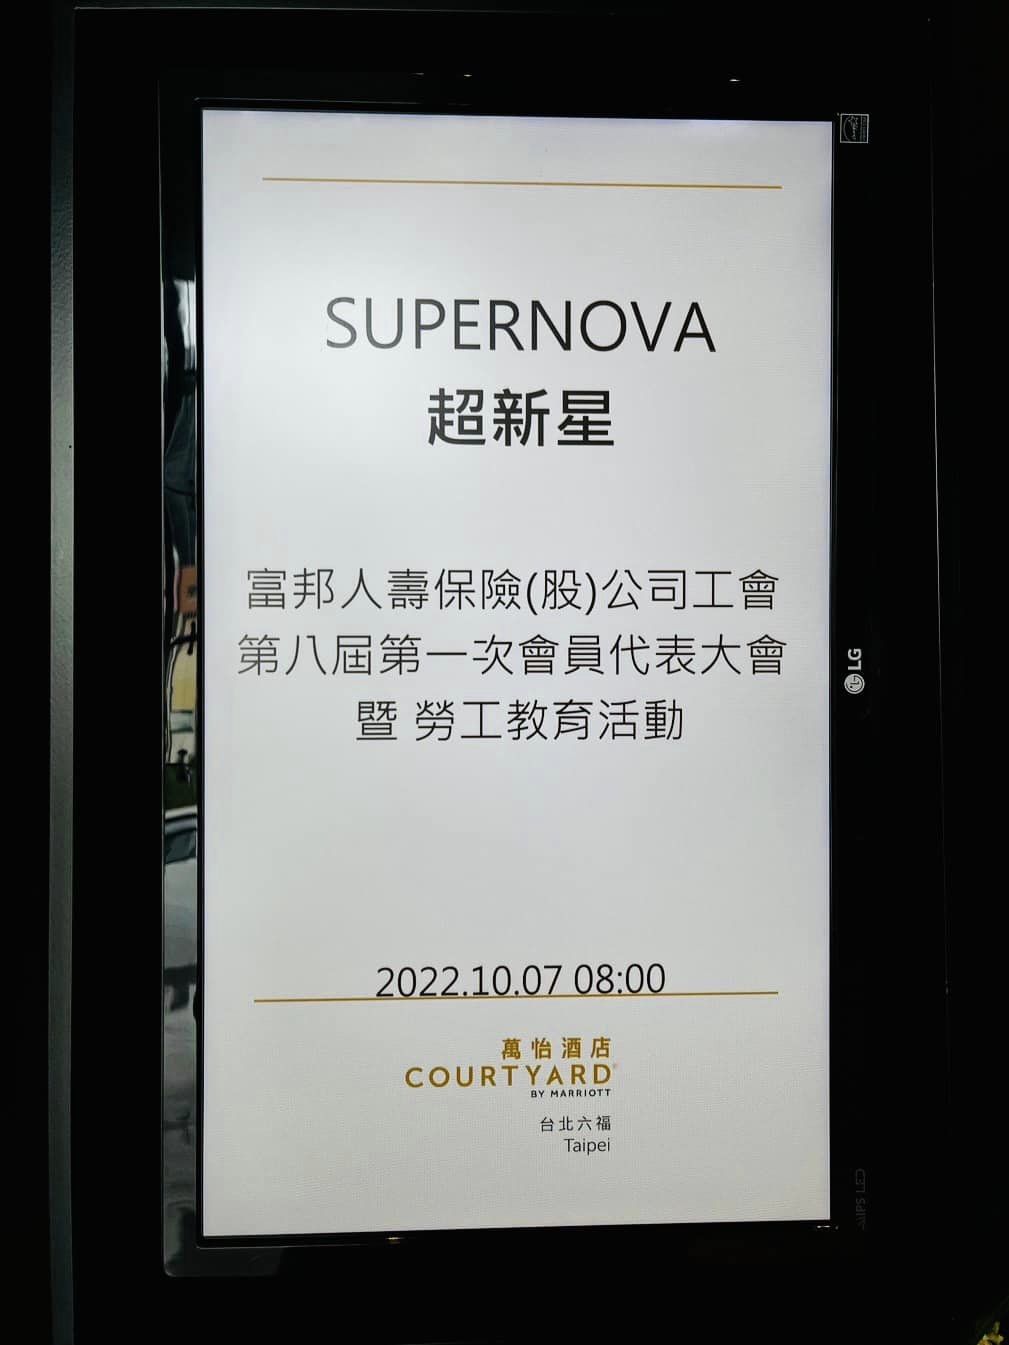 SUPERNOVA
超新星
富邦人壽保險(股)公司工會
第八屆第一次會員代表大會
暨 勞工教育活動
2022.10.07 08:00
萬怡酒店
COURTYARD®
BY MARRIOTT
台北六福
Taipei
LG
IPS LED